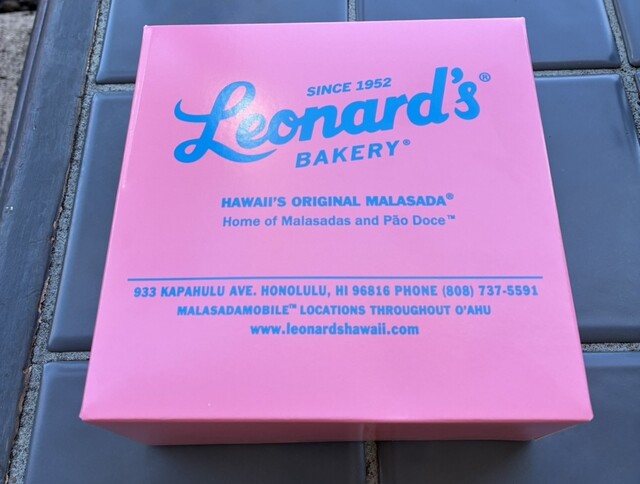 SINCE 1952
Leonard's®
BAKERY®
HAWAII'S ORIGINAL MALASADA®
Home of Malasadas and Pão Doce™
933 KAPAHULU AVE. HONOLULU, HI 96816 PHONE (808) 737-5591
MALASADAMOBILE™ LOCATIONS THROUGHOUT O'AHU
www.leonardshawaii.com